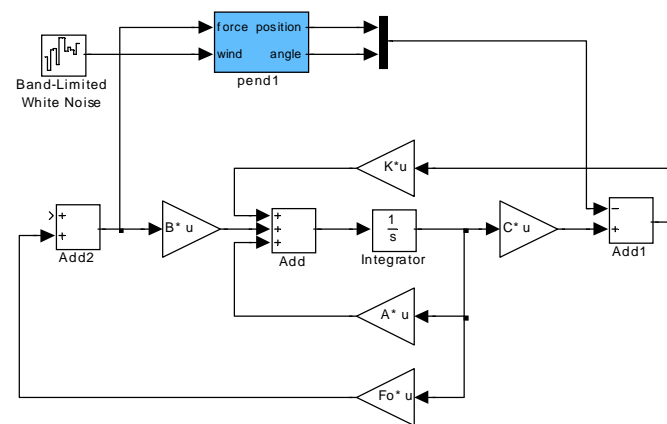 force position
wind angle
pend1
Band-Limited
White Noise
K*u
+
+
Add2
B* u
+
+
+
Add
1
s
Integrator
C* u
−
+
Add1
A* u
Fo* u